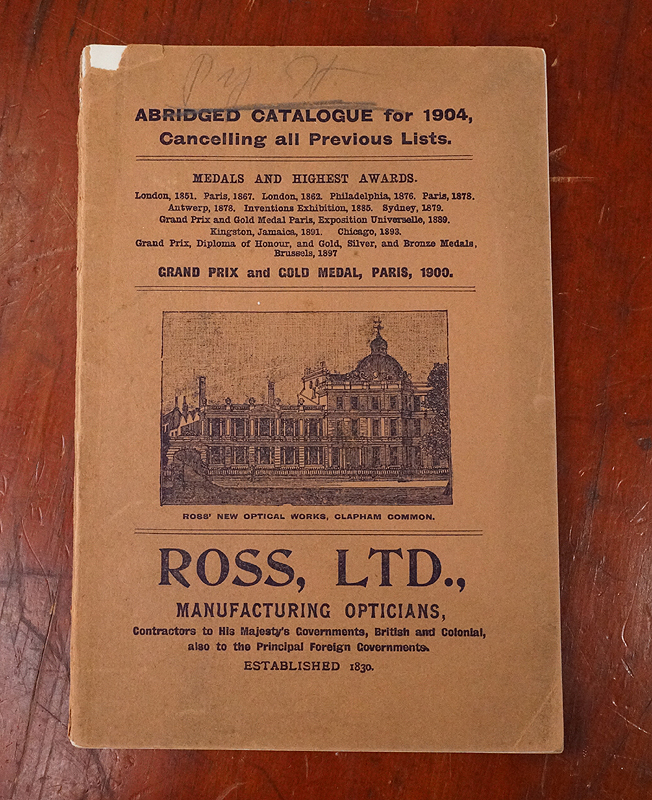 ABRIDGED CATALOGUE for 1904,
Cancelling all Previous Lists.
MEDALS AND HIGHEST AWARDS.
London, 1851. Paris, 1867. London, 1862. Philadelphia, 1876. Paris, 1878.
Antwerp, 1878. Inventions Exhibition, 1885. Sydney, 1879.
Grand Prix and Gold Medal Paris, Exposition Universelle, 1889.
Kingston, Jamaica, 1891. Chicago, 1893.
Grand Prix, Diploma of Honour, and Gold, Silver, and Bronze Medals,
Brussels, 1897
GRAND PRIX and GOLD MEDAL, PARIS, 1900.
ROSS' NEW OPTICAL WORKS, CLAPHAM COMMON.
ROSS, LTD.,
MANUFACTURING OPTICIANS,
Contractors to His Majesty's Governments, British and Colonial,
also to the Principal Foreign Governments.
ESTABLISHED 1830.